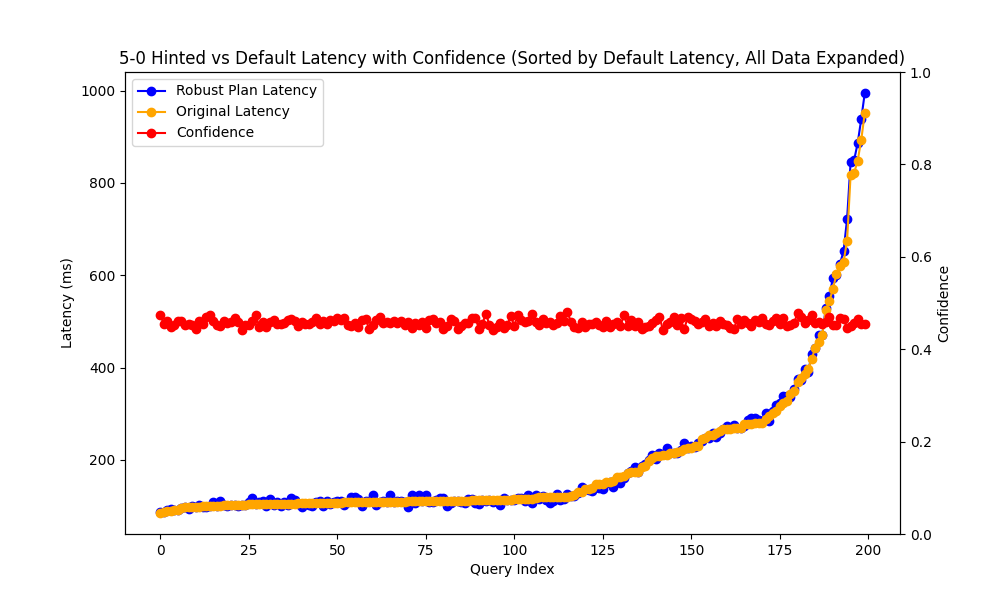 5-0 Hinted vs Default Latency with Confidence (Sorted by Default Latency, All Data Expanded)
Robust Plan Latency
Original Latency
Confidence
1000
800
600
400
200
Latency (ms)
1.0
0.8
0.6
0.4
0.2
0.0
Confidence
0 25 50 75 100 125 150 175 200
Query Index